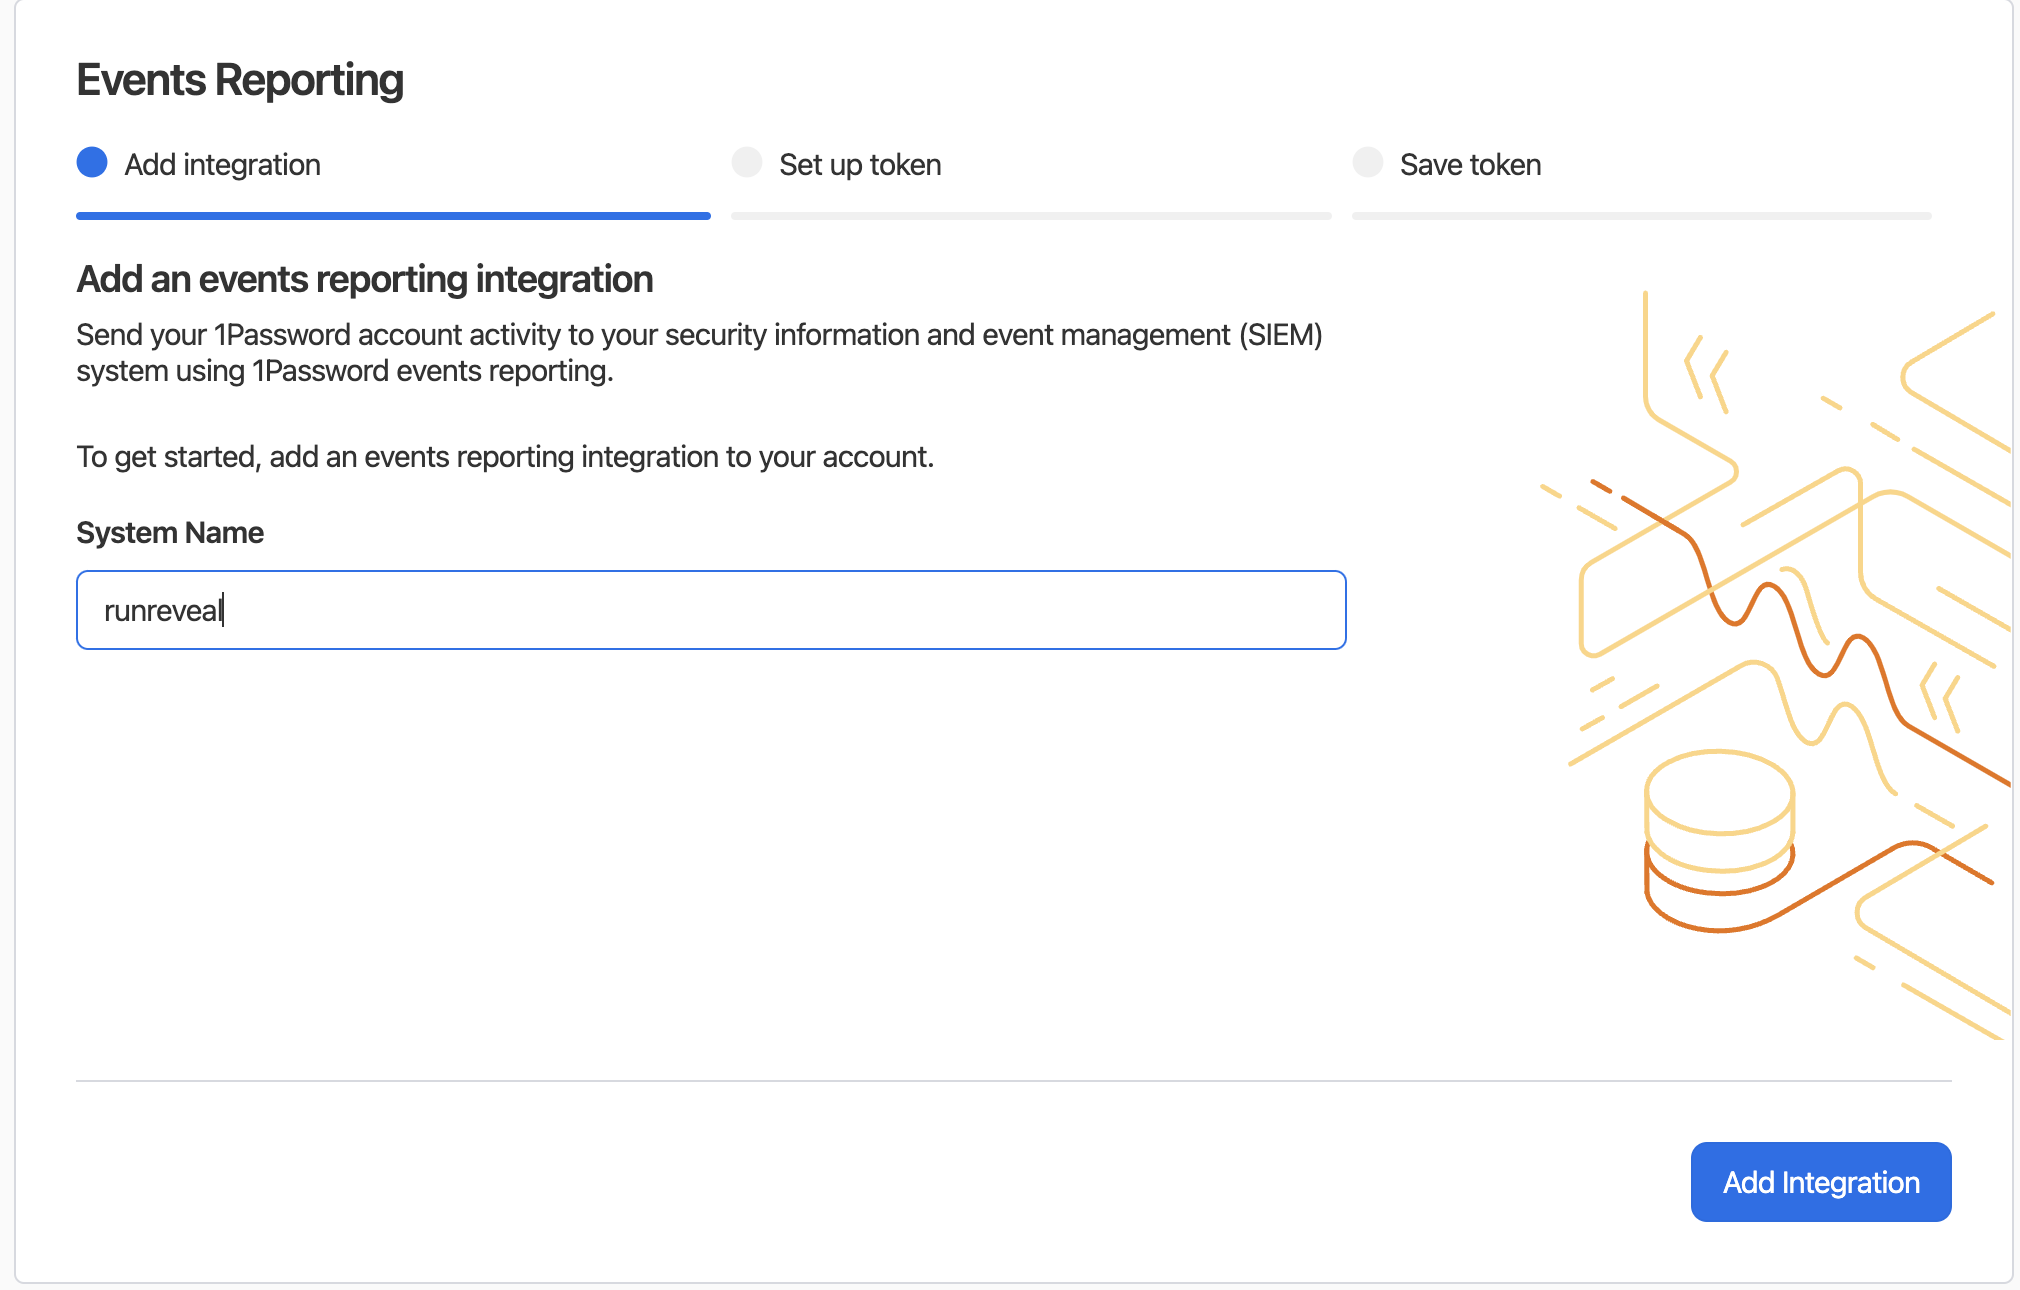 Events Reporting
Add integration
Set up token
Save token
Add an events reporting integration
Send your 1Password account activity to your security information and event management (SIEM)
system using 1Password events reporting.
To get started, add an events reporting integration to your account.
System Name
runreveal
Add Integration